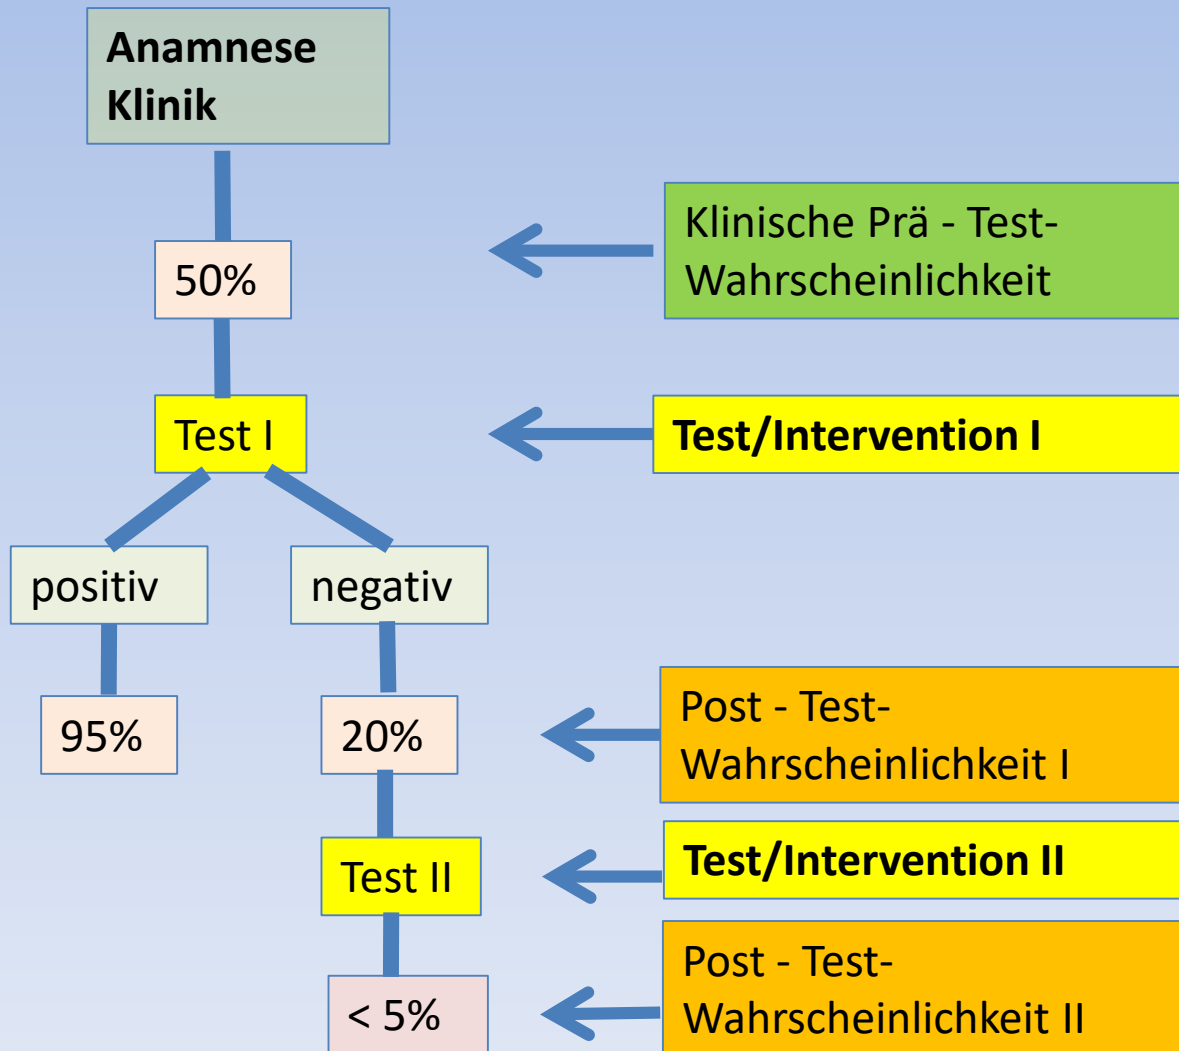 Anamnese
Klinik
Klinische Prä - Test-
Wahrscheinlichkeit
50%
Test I
Test/Intervention I
positiv
negativ
95%
20%
Post - Test-
Wahrscheinlichkeit I
Test II
Test/Intervention II
< 5%
Post - Test-
Wahrscheinlichkeit II